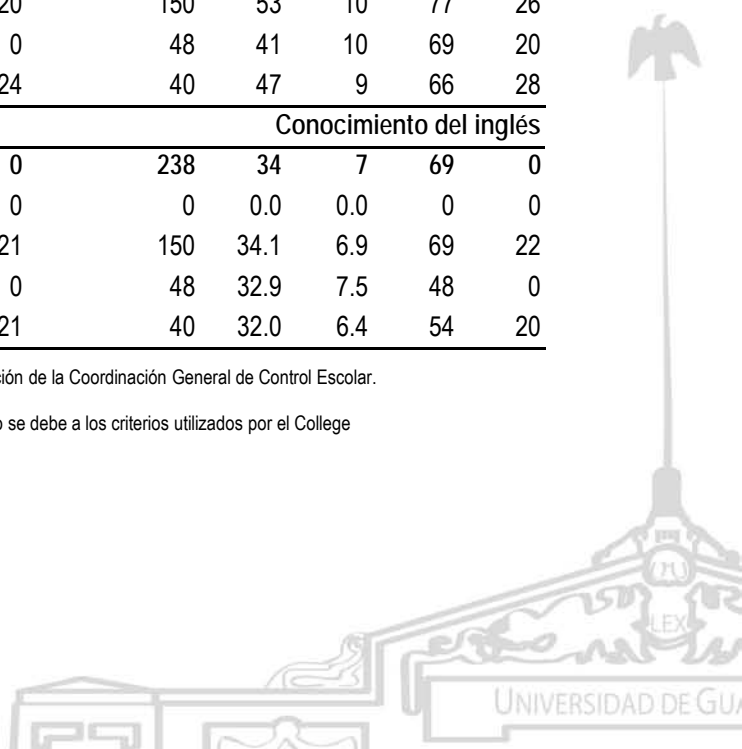 20 150 53 10 77 26
0 48 41 10 69 20
24 40 47 9 66 28
Conocimiento del inglés
0 238 34 7 69 0
0 0 0.0 0.0 0 0
21 150 34.1 6.9 69 22
0 48 32.9 7.5 48 0
21 40 32.0 6.4 54 20
ción de la Coordinación General de Control Escolar.
o se debe a los criterios utilizados por el College
LEX
UNIVERSIDAD DE GUA